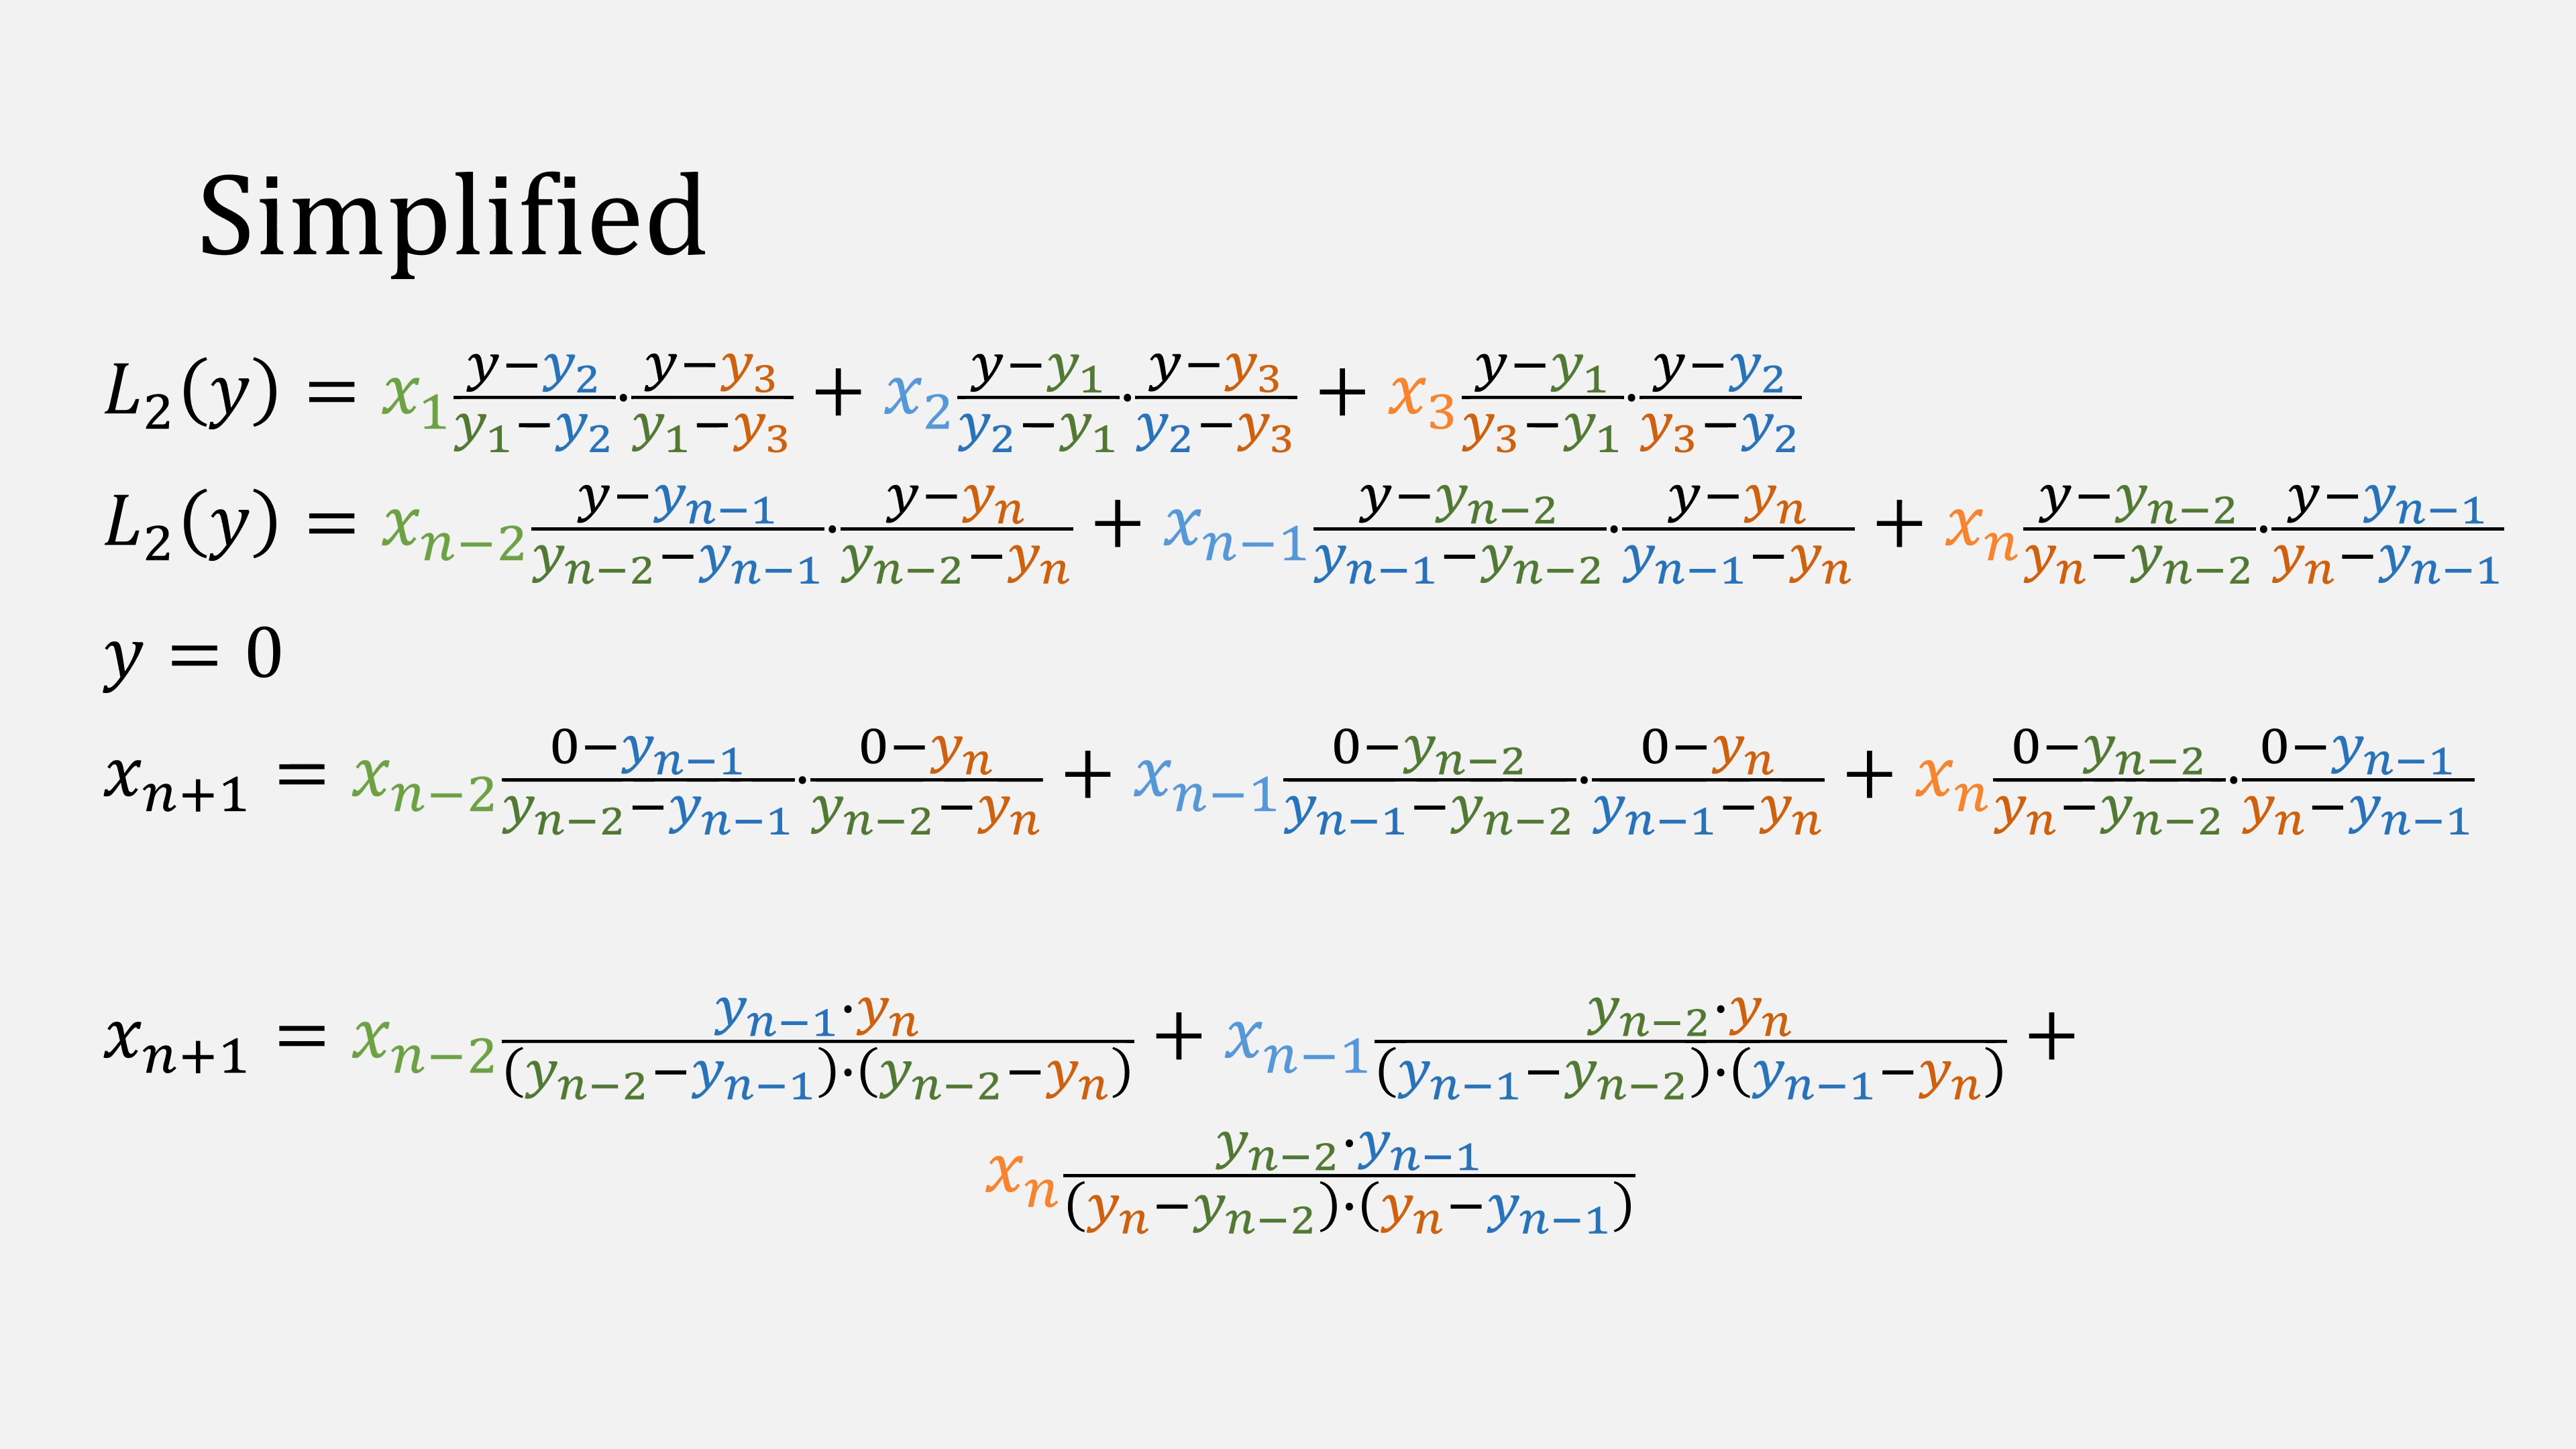 Simplified
L₂(y) = x₁ (y−y₂)/(y₁−y₂) · (y−y₃)/(y₁−y₃) + x₂ (y−y₁)/(y₂−y₁) · (y−y₃)/(y₂−y₃) + x₃ (y−y₁)/(y₃−y₁) · (y−y₂)/(y₃−y₂)
L₂(y) = xₙ₋₂ (y−yₙ₋₁)/(yₙ₋₂−yₙ₋₁) · (y−yₙ)/(yₙ₋₂−yₙ) + xₙ₋₁ (y−yₙ₋₂)/(yₙ₋₁−yₙ₋₂) · (y−yₙ)/(yₙ₋₁−yₙ) + xₙ (y−yₙ₋₂)/(yₙ−yₙ₋₂) · (y−yₙ₋₁)/(yₙ−yₙ₋₁)
y = 0
xₙ₊₁ = xₙ₋₂ (0−yₙ₋₁)/(yₙ₋₂−yₙ₋₁) · (0−yₙ)/(yₙ₋₂−yₙ) + xₙ₋₁ (0−yₙ₋₂)/(yₙ₋₁−yₙ₋₂) · (0−yₙ)/(yₙ₋₁−yₙ) + xₙ (0−yₙ₋₂)/(yₙ−yₙ₋₂) · (0−yₙ₋₁)/(yₙ−yₙ₋₁)
xₙ₊₁ = xₙ₋₂ (yₙ₋₁·yₙ)/((yₙ₋₂−yₙ₋₁)·(yₙ₋₂−yₙ)) + xₙ₋₁ (yₙ₋₂·yₙ)/((yₙ₋₁−yₙ₋₂)·(yₙ₋₁−yₙ)) +
xₙ (yₙ₋₂·yₙ₋₁)/((yₙ−yₙ₋₂)·(yₙ−yₙ₋₁))